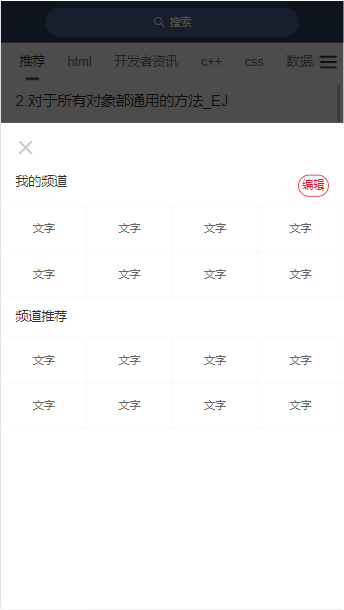 搜索
推荐 html 开发者资讯 c++ css 数据
2.对于所有对象都通用的方法_EJ
我的频道 编辑
文字 文字 文字 文字
文字 文字 文字 文字
频道推荐
文字 文字 文字 文字
文字 文字 文字 文字